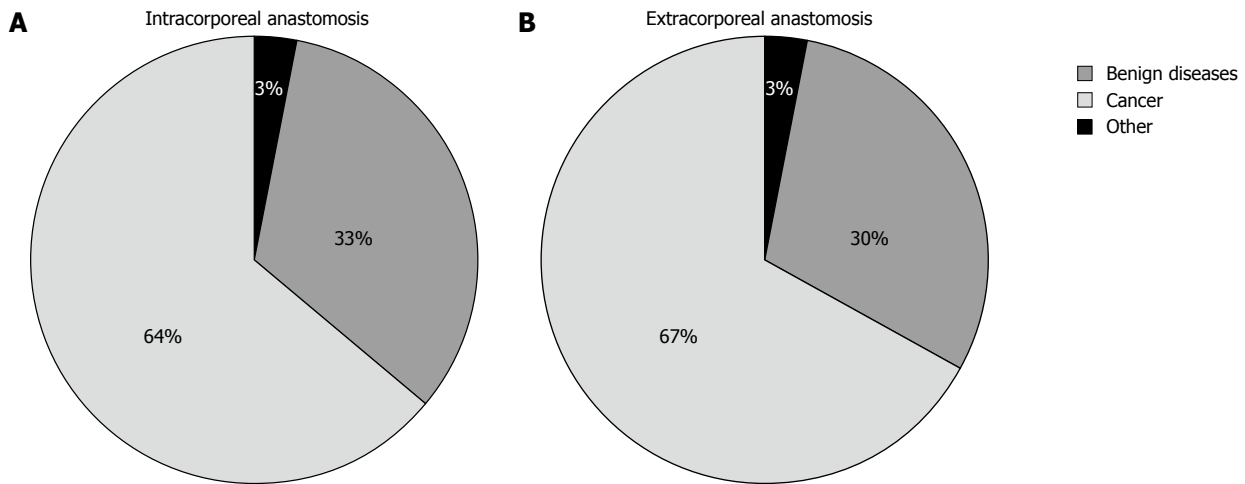 A
Intracorporeal anastomosis
3%
33%
64%
B
Extracorporeal anastomosis
3%
30%
67%
Benign diseases
Cancer
Other